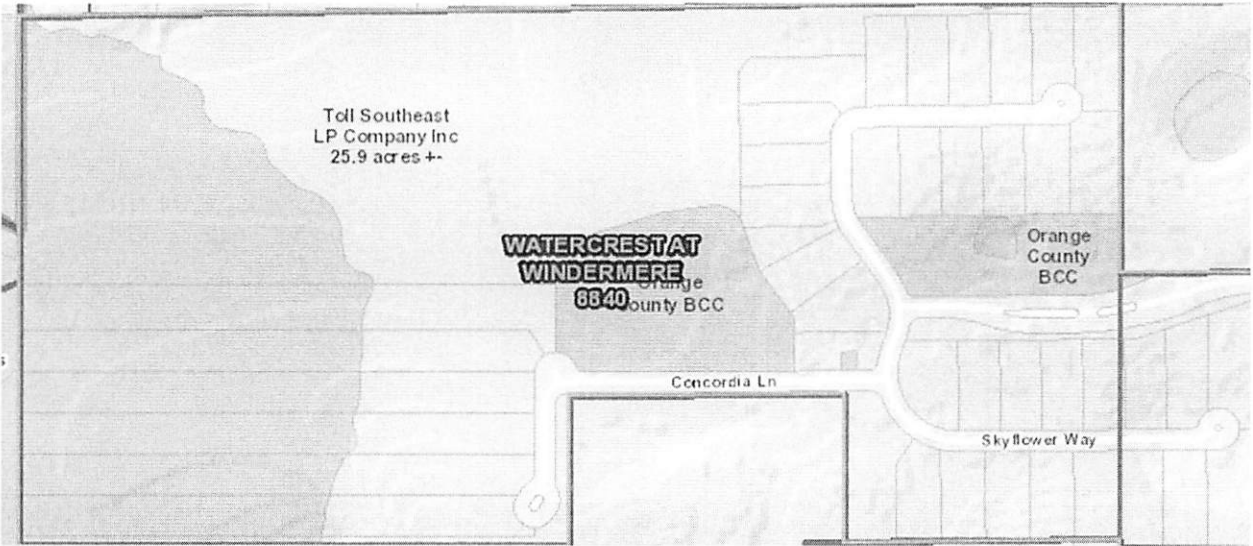 Toll Southeast
LP Company Inc
25.9 acres +-
WATERCREST AT
WINDERMERE
8840
Orange
County BCC
Orange
County
BCC
Concordia Ln
Skyflower Way
s